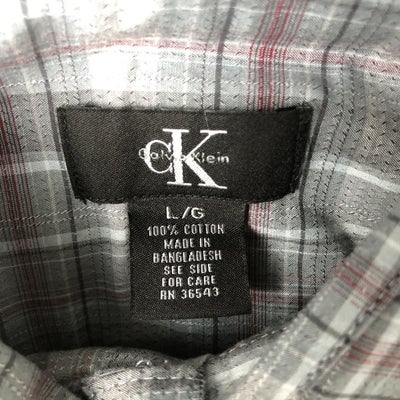 cK
Calvin Klein
L/G
100% COTTON
MADE IN
BANGLADESH
SEE SIDE
FOR CARE
RN 36543